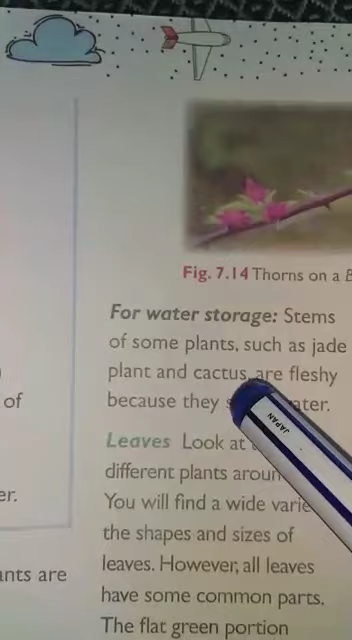 Fig. 7.14 Thorns on a B
For water storage: Stems
of some plants, such as jade
plant and cactus, are fleshy
because they ater.
Leaves Look at
different plants aroun
You will find a wide varie
the shapes and sizes of
leaves. However, all leaves
have some common parts.
The flat green portion
of
er.
ants are
JAPAN